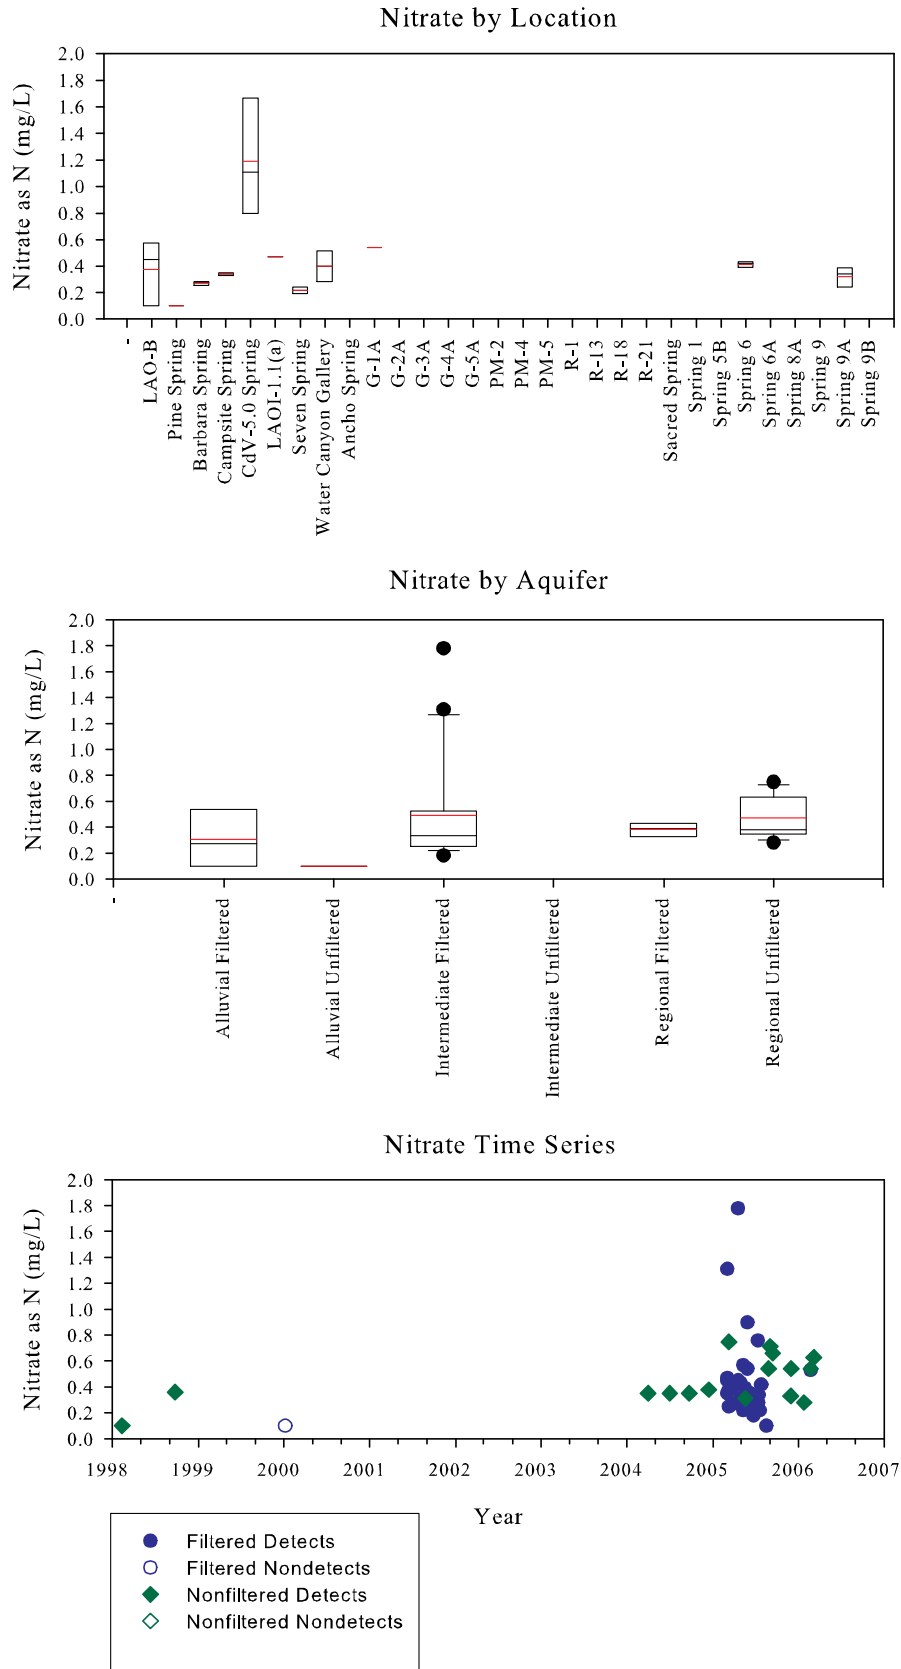 Nitrate by Location
Nitrate as N (mg/L)
2.0
1.8
1.6
1.4
1.2
1.0
0.8
0.6
0.4
0.2
0.0
-
LAO-B
Pine Spring
Barbara Spring
Campsite Spring
CdV-5.0 Spring
LAOI-1.1(a)
Seven Spring
Water Canyon Gallery
Ancho Spring
G-1A
G-2A
G-3A
G-4A
G-5A
PM-2
PM-4
PM-5
R-1
R-13
R-18
R-21
Sacred Spring
Spring 1
Spring 5B
Spring 6
Spring 6A
Spring 8A
Spring 9
Spring 9A
Spring 9B
Nitrate by Aquifer
Nitrate as N (mg/L)
2.0
1.8
1.6
1.4
1.2
1.0
0.8
0.6
0.4
0.2
0.0
-
Alluvial Filtered
Alluvial Unfiltered
Intermediate Filtered
Intermediate Unfiltered
Regional Filtered
Regional Unfiltered
Nitrate Time Series
Nitrate as N (mg/L)
2.0
1.8
1.6
1.4
1.2
1.0
0.8
0.6
0.4
0.2
0.0
1998 1999 2000 2001 2002 2003 2004 2005 2006 2007
Year
Filtered Detects
Filtered Nondetects
Nonfiltered Detects
Nonfiltered Nondetects